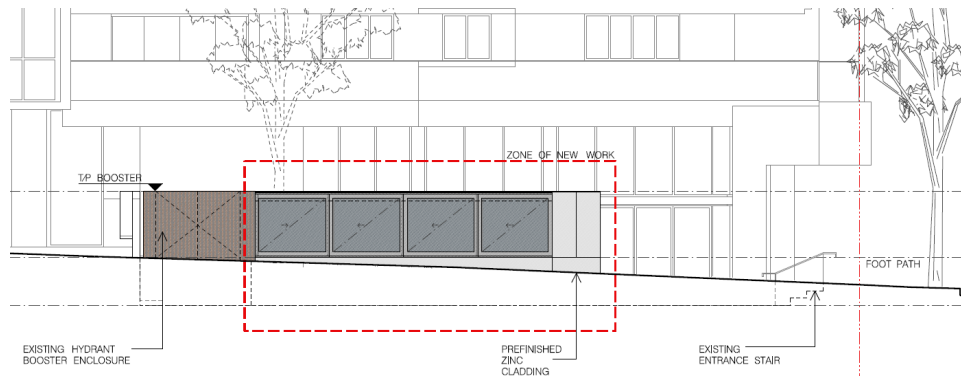 ZONE OF NEW WORK
T/P BOOSTER
FOOT PATH
EXISTING HYDRANT
BOOSTER ENCLOSURE
PREFINISHED
ZINC
CLADDING
EXISTING
ENTRANCE STAIR